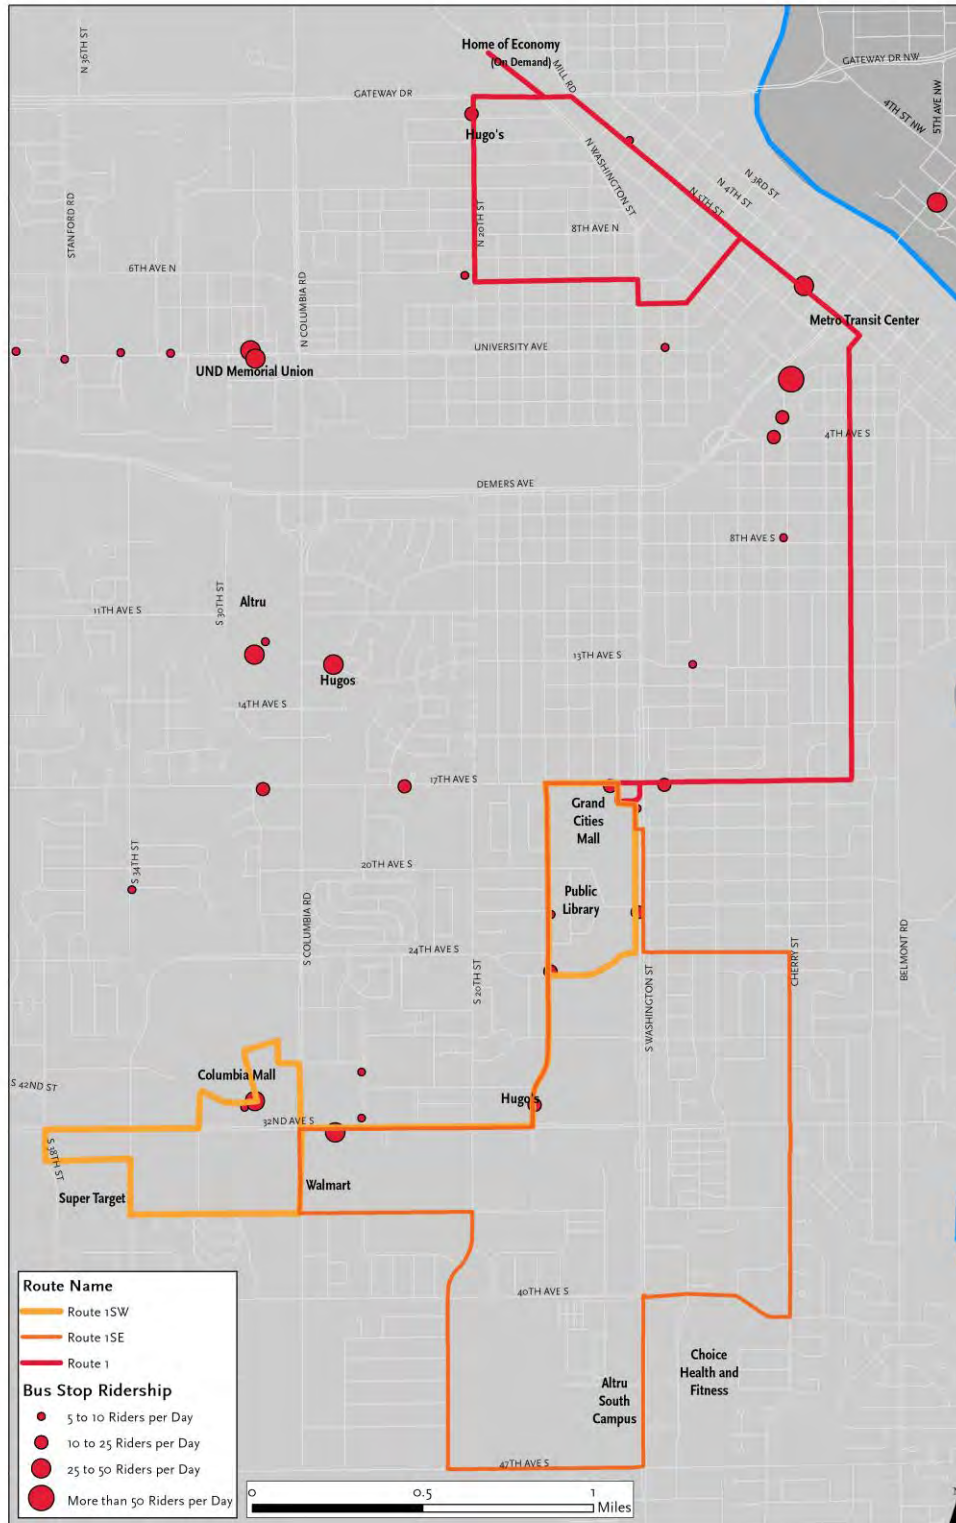 Home of Economy
(On Demand)
N 36TH ST
MILL RD
GATEWAY DR NW
GATEWAY DR
4TH ST NW
5TH AVE NW
Hugo's
N WASHINGTON ST
N 3RD ST
N 4TH ST
N 5TH ST
N 20TH ST
8TH AVE N
STANFORD RD
6TH AVE N
N COLUMBIA RD
Metro Transit Center
UNIVERSITY AVE
UND Memorial Union
4TH AVE S
DEMERS AVE
8TH AVE S
S 30TH ST
Altru
11TH AVE S
13TH AVE S
Hugos
14TH AVE S
17TH AVE S
Grand
Cities
Mall
S 34TH ST
20TH AVE S
Public
Library
S COLUMBIA RD
24TH AVE S
S 20TH ST
S WASHINGTON ST
CHERRY ST
BELMONT RD
Columbia Mall
S 42ND ST
Hugo's
32ND AVE S
S 38TH ST
Super Target
Walmart
40TH AVE S
Choice
Health and
Fitness
Altru
South
Campus
47TH AVE S
Route Name
Route 1SW
Route 1SE
Route 1
Bus Stop Ridership
5 to 10 Riders per Day
10 to 25 Riders per Day
25 to 50 Riders per Day
More than 50 Riders per Day
0 0.5 1
Miles